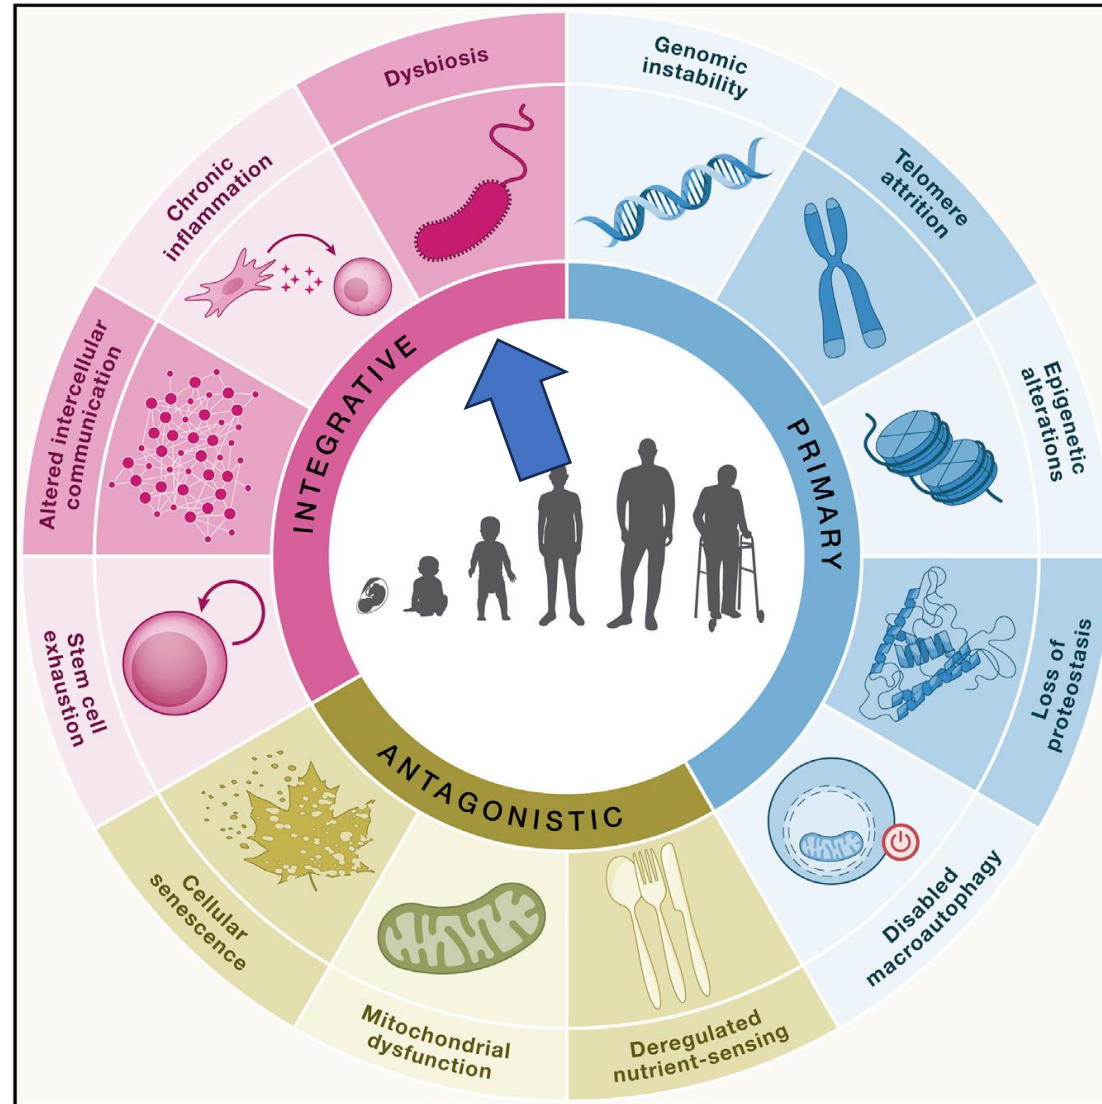 Dysbiosis
Genomic
instability
Telomere
attrition
Epigenetic
alterations
Loss of
proteostasis
Disabled
macroautophagy
Deregulated
nutrient-sensing
Mitochondrial
dysfunction
Cellular
senescence
Stem cell
exhaustion
Altered intercellular
communication
Chronic
inflammation
INTEGRATIVE
PRIMARY
ANTAGONISTIC